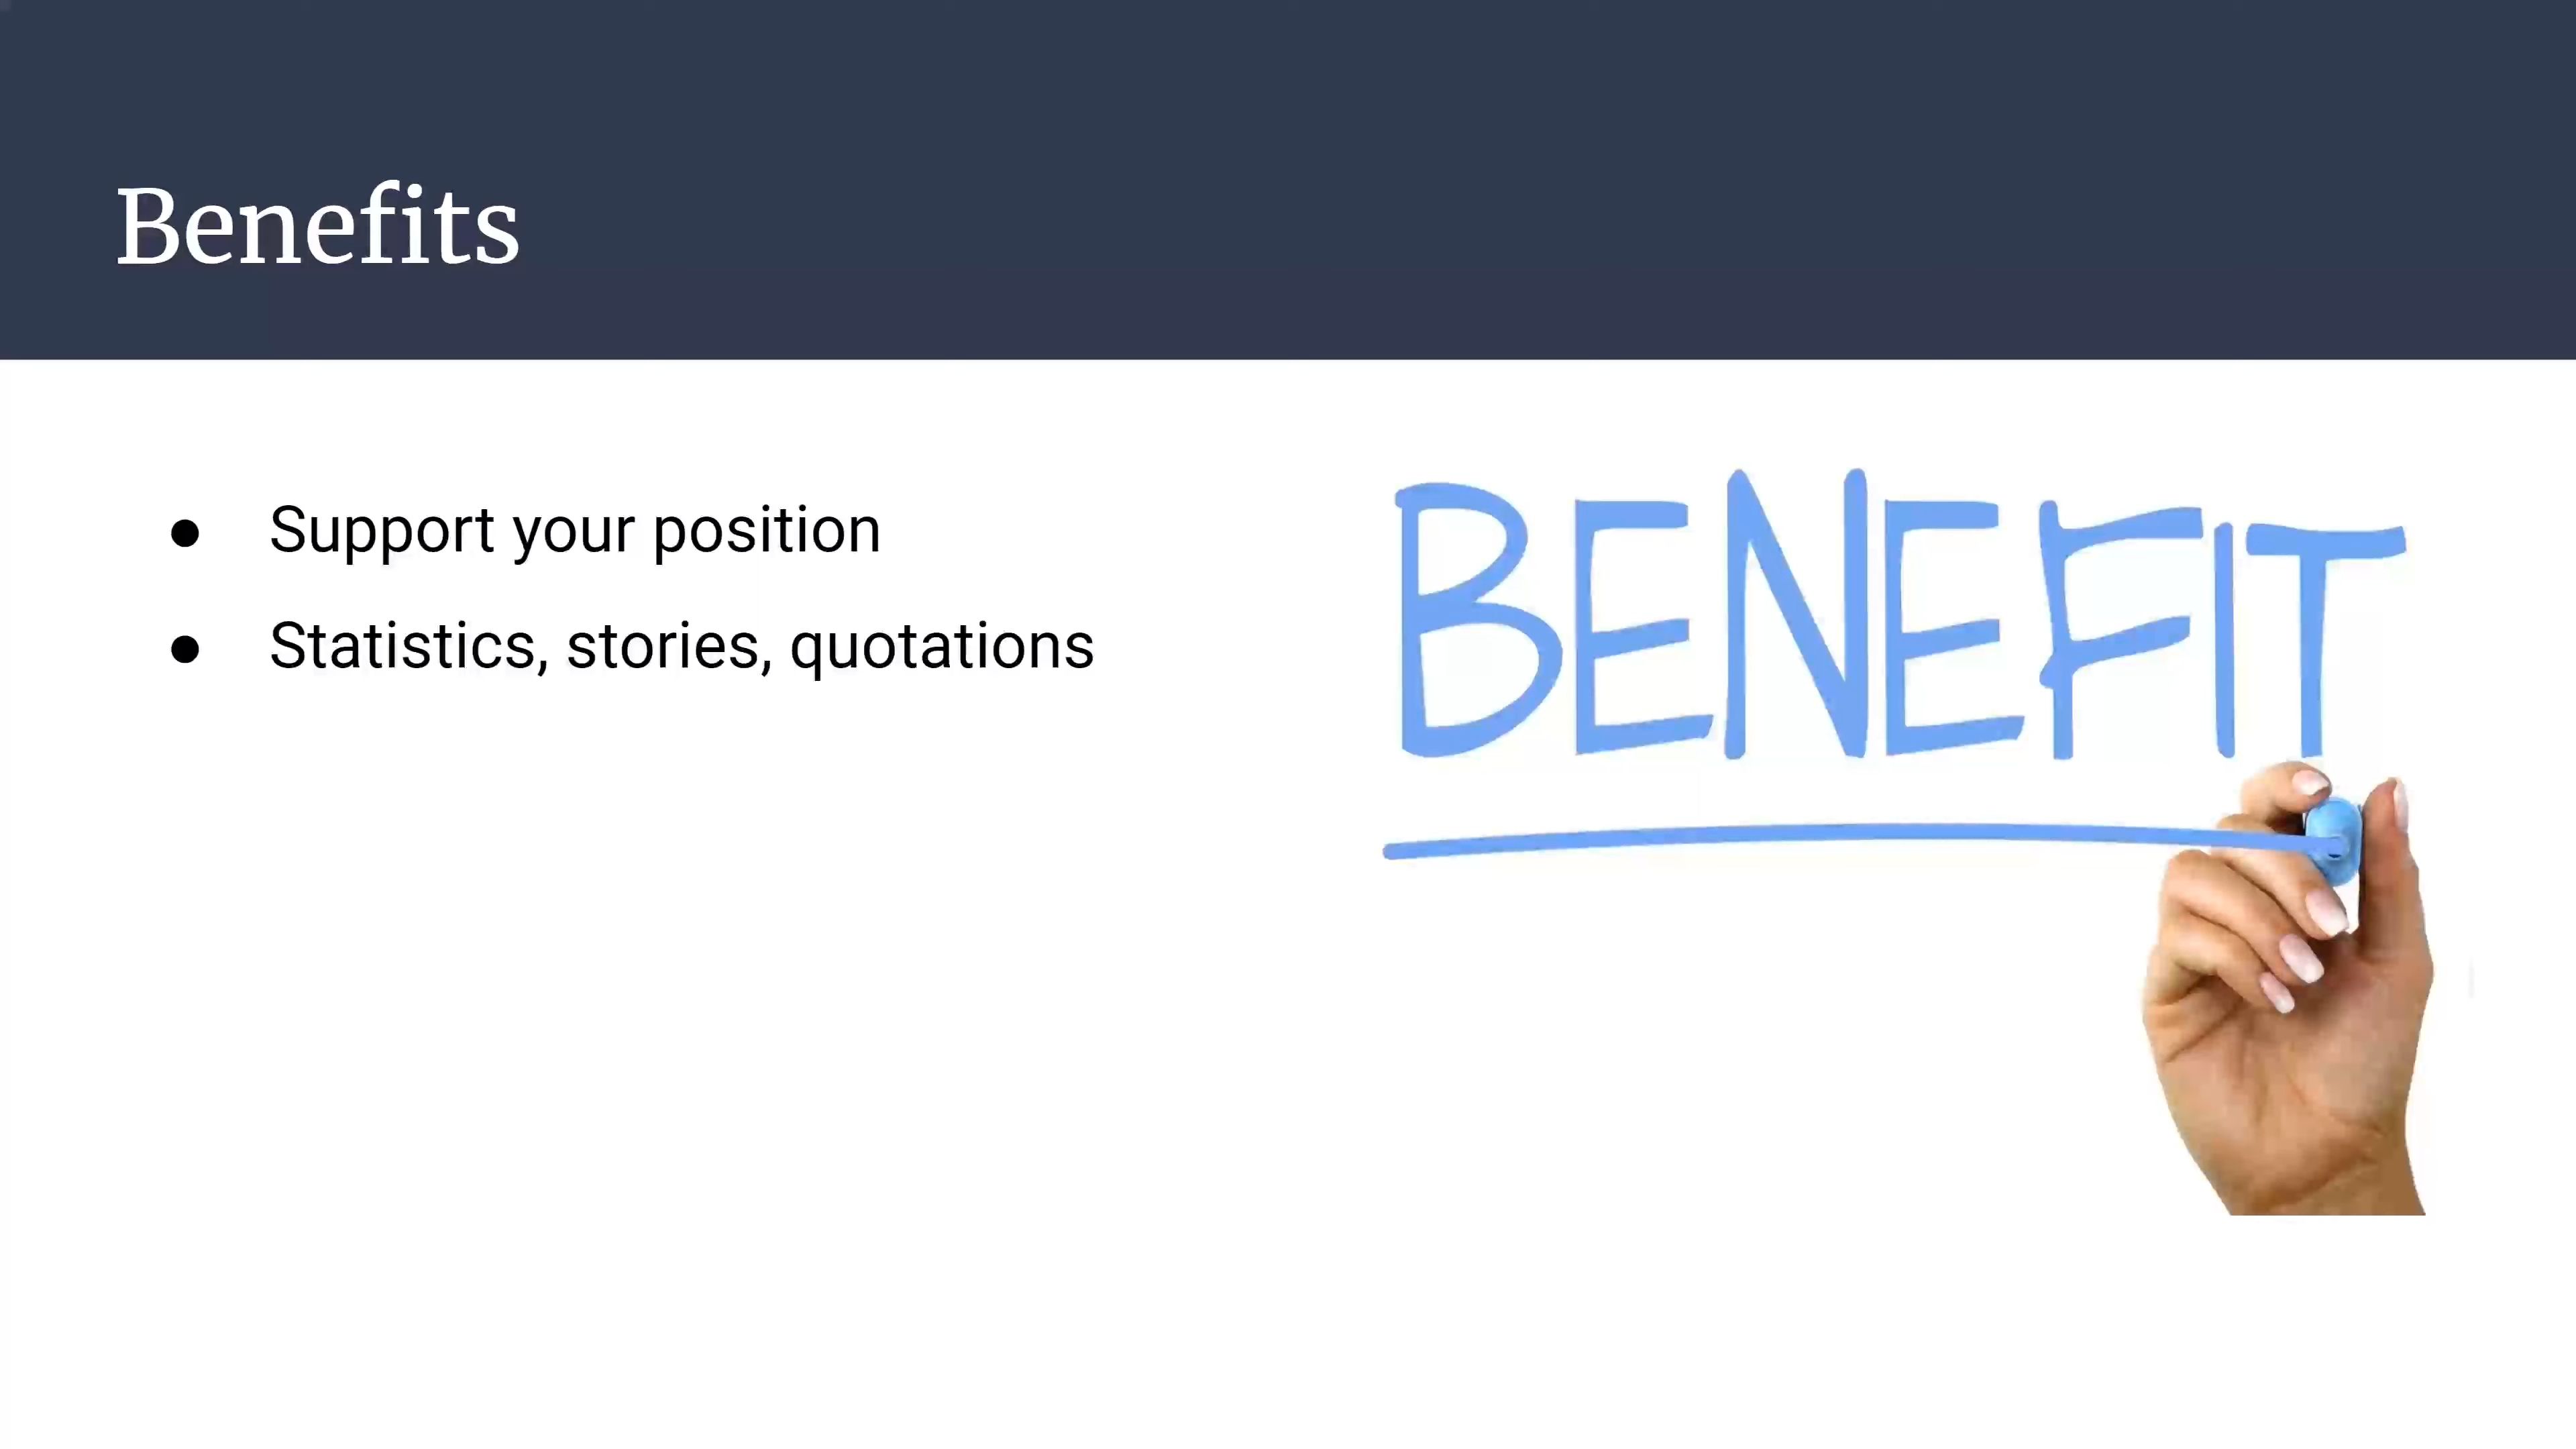 Benefits
● Support your position
● Statistics, stories, quotations
BENEFIT